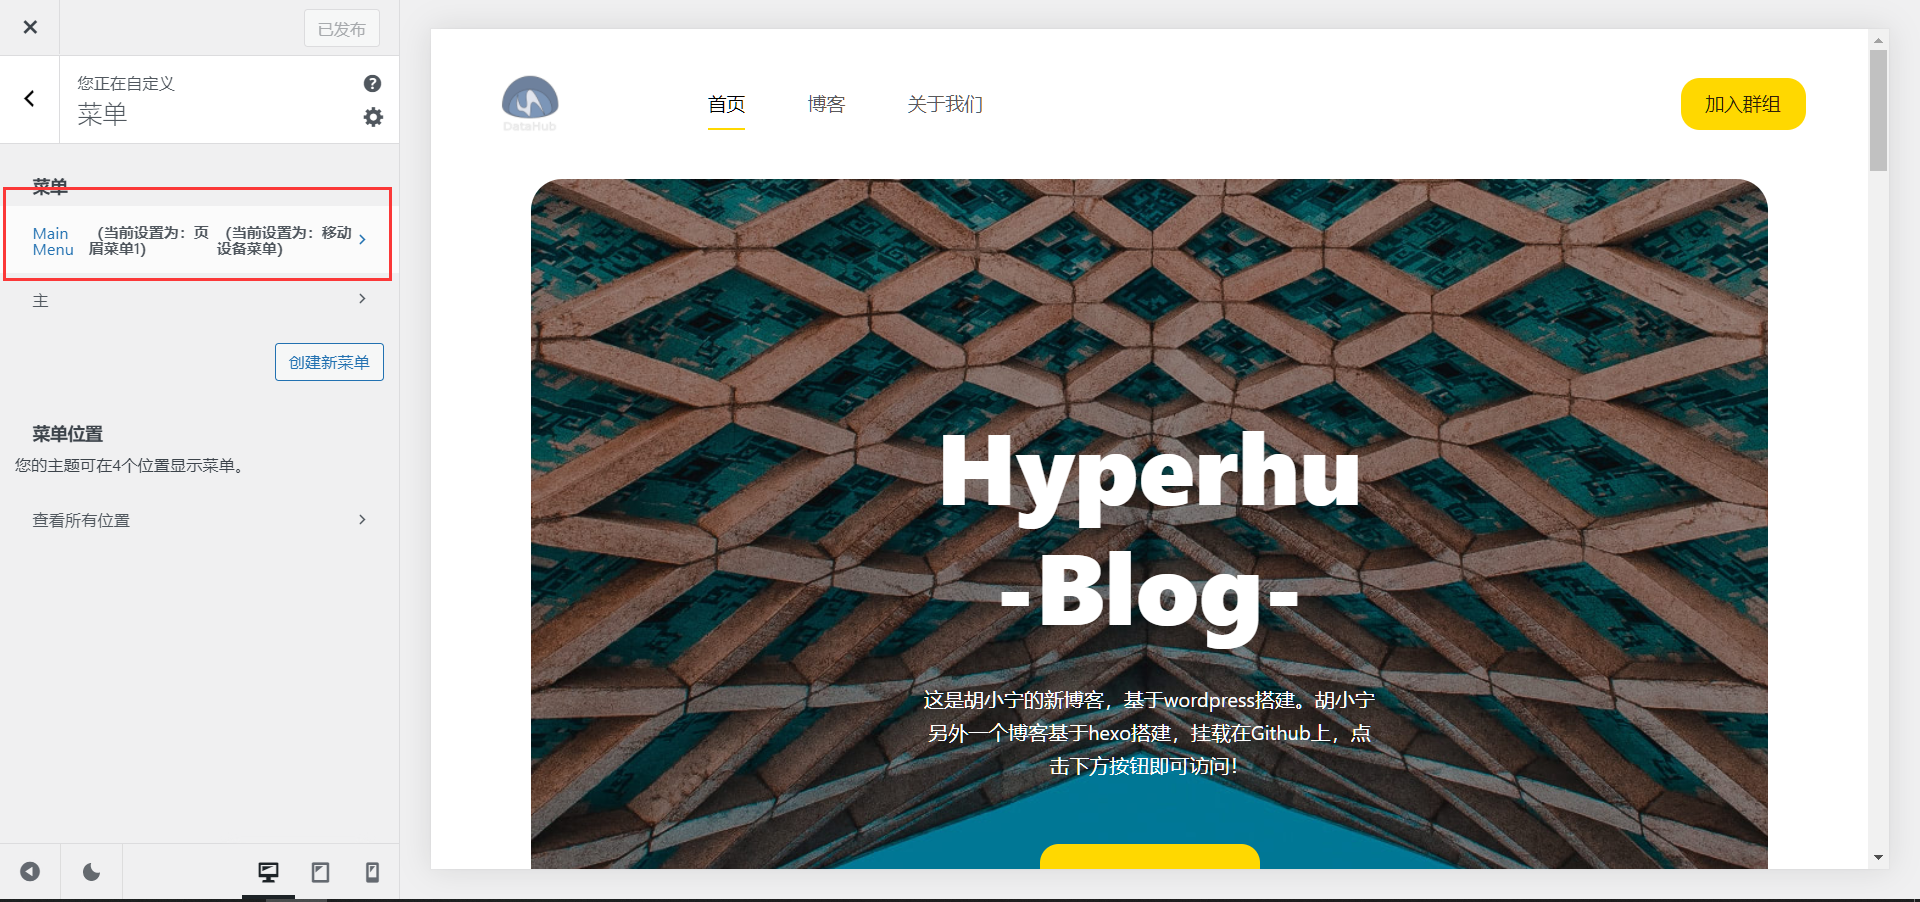 已发布
您正在自定义
菜单
菜单
Main Menu
（当前设置为：页眉菜单1）
（当前设置为：移动设备菜单）
主
创建新菜单
菜单位置
您的主题可在4个位置显示菜单。
查看所有位置
DataHub
首页
博客
关于我们
加入群组
Hyperhu
-Blog-
这是胡小宁的新博客，基于wordpress搭建。胡小宁
另外一个博客基于hexo搭建，挂载在Github上，点
击下方按钮即可访问！